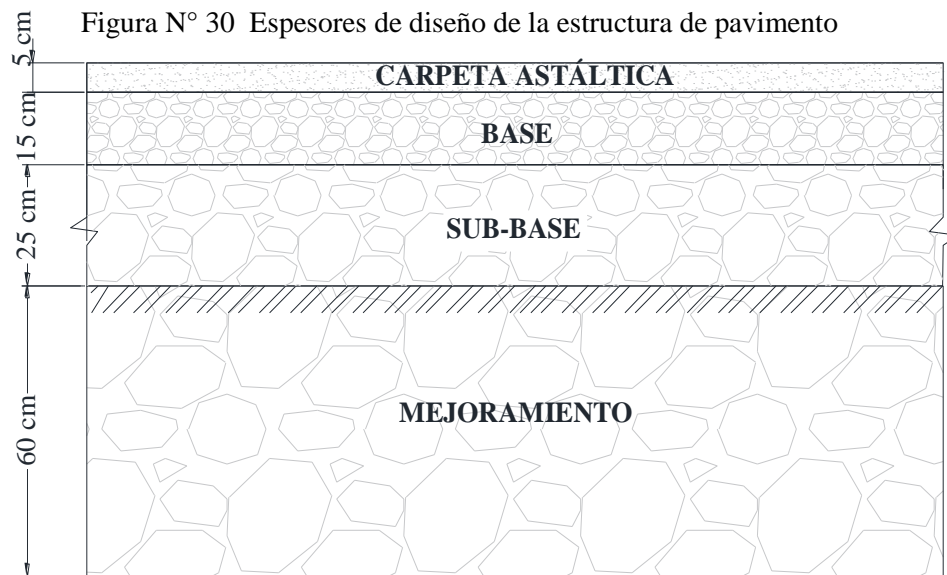 Figura N° 30 Espesores de diseño de la estructura de pavimento
5 cm
CARPETA ASTÁLTICA
15 cm
BASE
25 cm
SUB-BASE
60 cm
MEJORAMIENTO